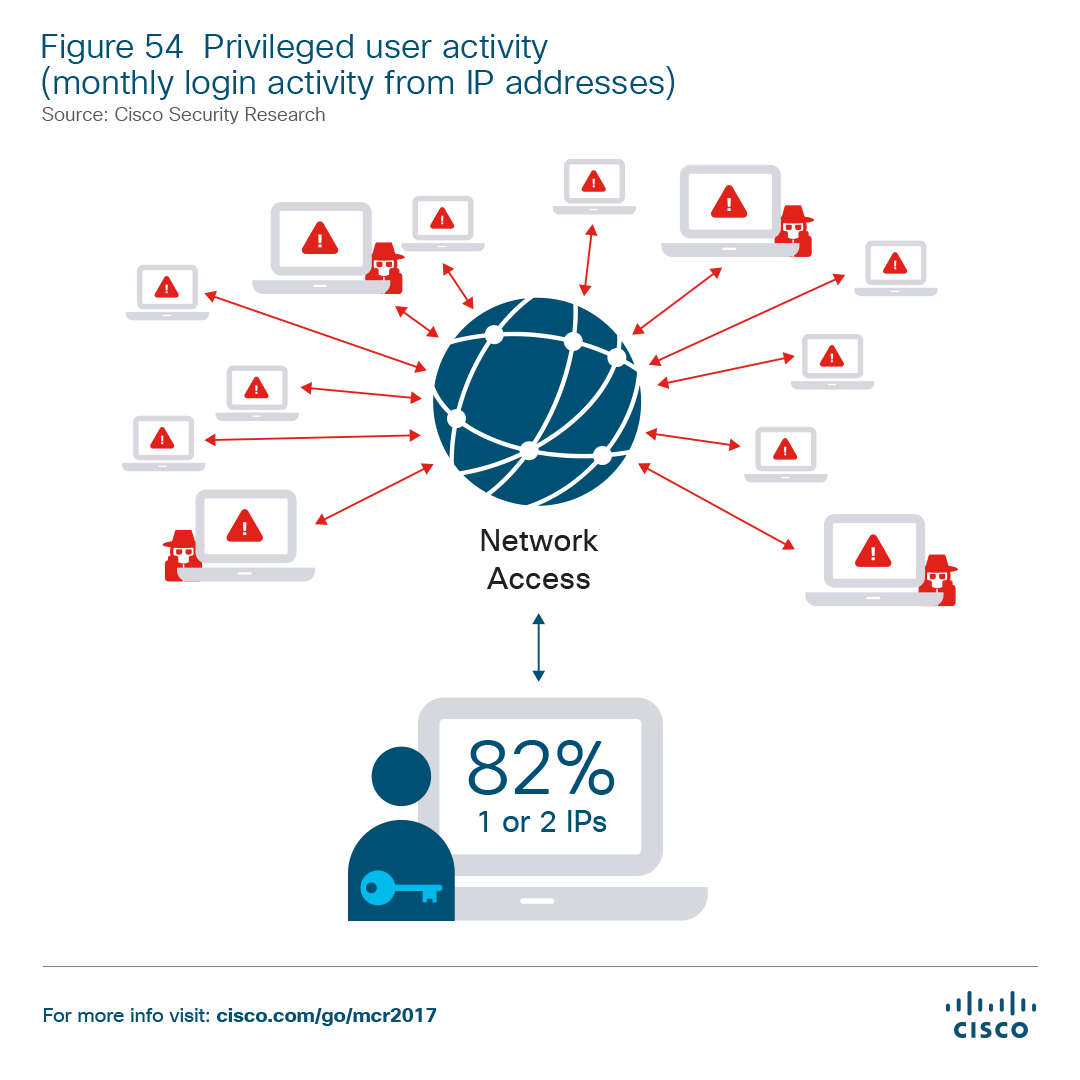 Figure 54  Privileged user activity
(monthly login activity from IP addresses)
Source: Cisco Security Research
!
!
!
!
!
!
!
!
!
!
!
!
Network
Access
82%
1 or 2 IPs
For more info visit: cisco.com/go/mcr2017
CISCO